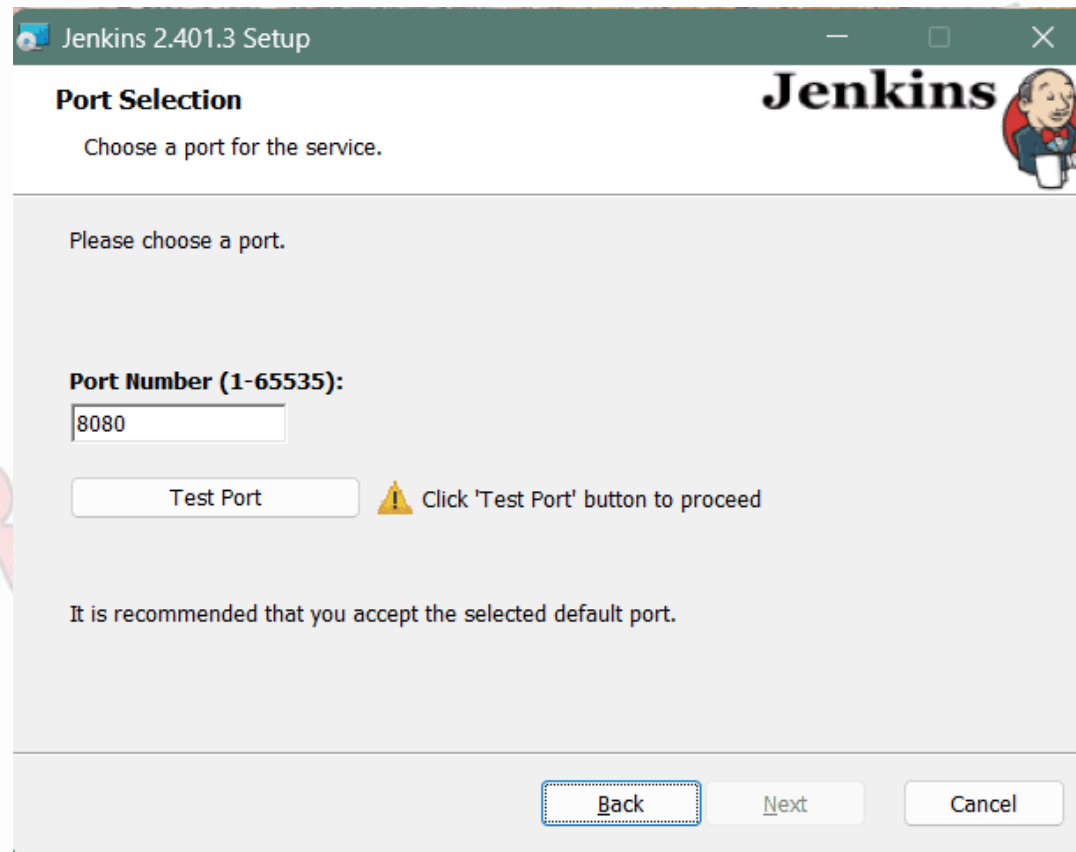 Jenkins 2.401.3 Setup
Port Selection
Jenkins
Choose a port for the service.
Please choose a port.
Port Number (1-65535):
8080
Test Port
Click 'Test Port' button to proceed
It is recommended that you accept the selected default port.
Back
Next
Cancel